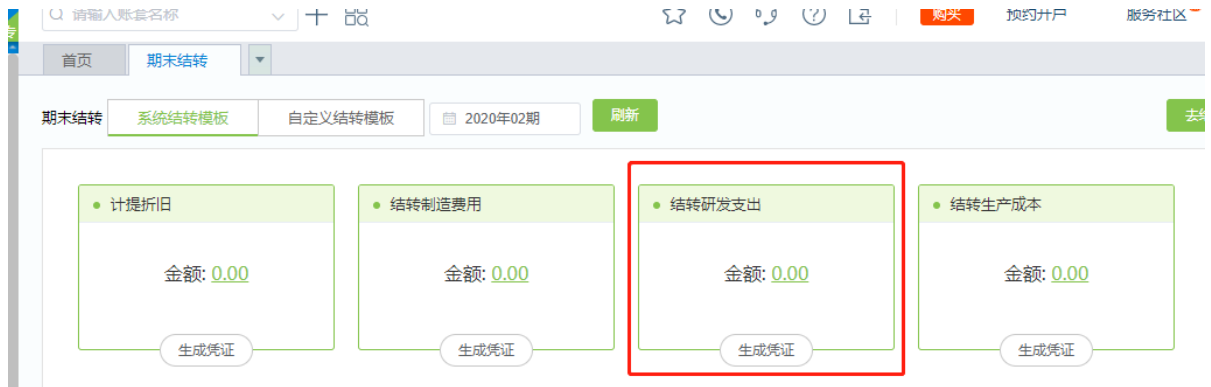 请输入账套名称 购买 预约开户 服务社区
首页 期末结转
期末结转 系统结转模板 自定义结转模板 2020年02期 刷新
计提折旧 结转制造费用 结转研发支出 结转生产成本
金额: 0.00 金额: 0.00 金额: 0.00 金额: 0.00
生成凭证 生成凭证 生成凭证 生成凭证